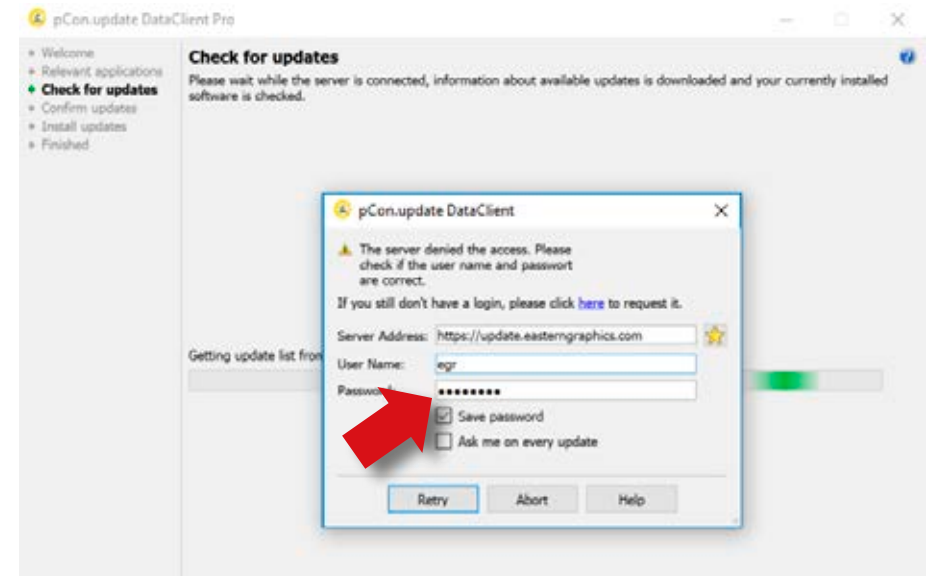 pCon.update DataClient Pro
Welcome
Relevant applications
Check for updates
Confirm updates
Install updates
Finished
Check for updates
Please wait while the server is connected, information about available updates is downloaded and your currently installed
software is checked.
Getting update list from
pCon.update DataClient
The server denied the access. Please
check if the user name and passwort
are correct.
If you still don't have a login, please click here to request it.
Server Address: https://update.easterngraphics.com
User Name: egr
Save password
Ask me on every update
Retry Abort Help